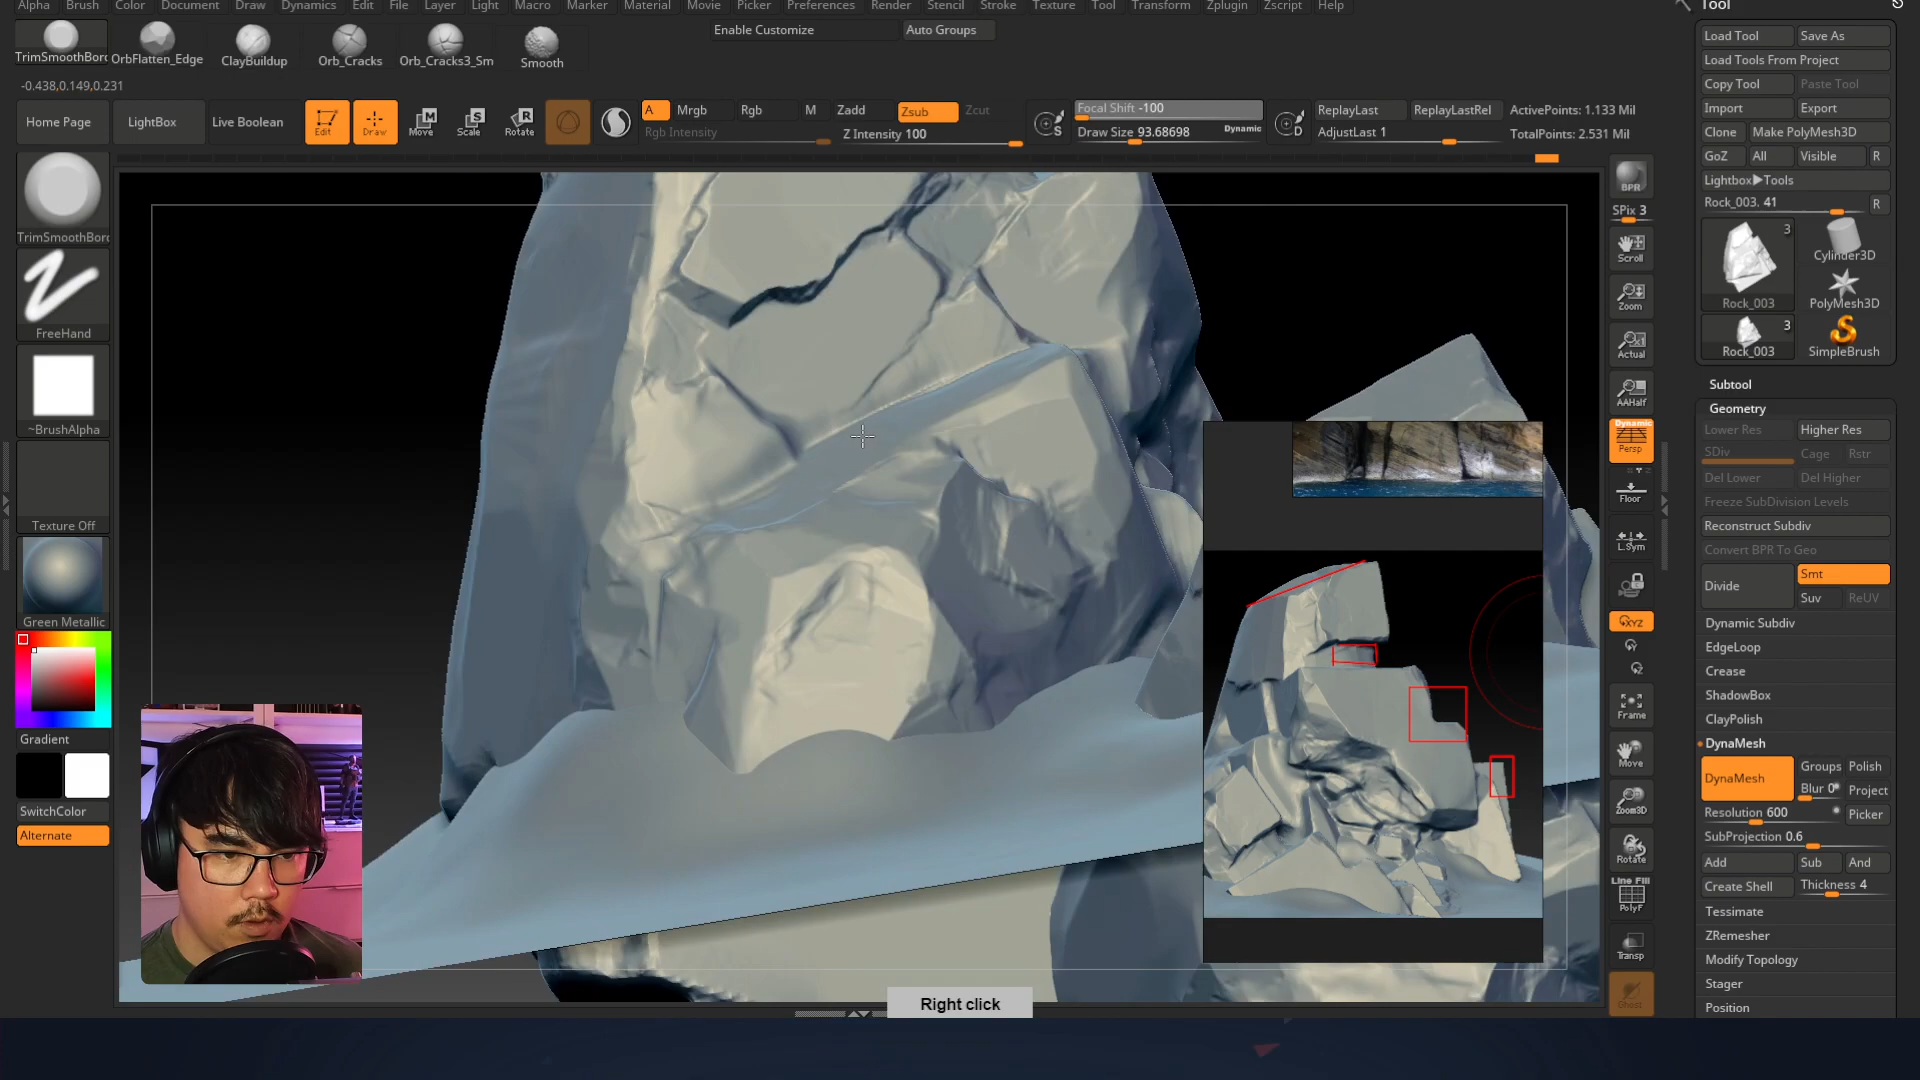 Alpha Brush Color Document Draw Dynamics Edit File Layer Light Macro Marker Material Movie Picker Preferences Render Stencil Stroke Texture Tool Transform Zplugin Zscript Help
Tool
TrimSmoothBorc OrbFlatten_Edge ClayBuildup Orb_Cracks Orb_Cracks3_Sm Smooth
Enable Customize Auto Groups
-0.438,0.149,0.231
Home Page LightBox Live Boolean
Edit Draw Move Scale Rotate
A Mrgb Rgb M Zadd Zsub Zcut
Rgb Intensity Z Intensity 100
S
Focal Shift -100
Draw Size 93.68698 Dynamic
D
ReplayLast ReplayLastRel ActivePoints: 1.133 Mil
AdjustLast 1 TotalPoints: 2.531 Mil
TrimSmoothBorc
FreeHand
~BrushAlpha
Texture Off
Green Metallic
Gradient
SwitchColor
Alternate
Right click
BPR
SPix 3
Scroll
Zoom
Actual
AAHalf
Dynamic
Persp
Floor
L.Sym
XYZ
Frame
Move
Zoom3D
Rotate
Line Fill
PolyF
Transp
Ghost
Load Tool Save As
Load Tools From Project
Copy Tool Paste Tool
Import Export
Clone Make PolyMesh3D
GoZ All Visible R
Lightbox▶Tools
Rock_003. 41 R
3
Rock_003 Cylinder3D
PolyMesh3D
3
Rock_003 SimpleBrush
Subtool
Geometry
Lower Res Higher Res
SDiv Cage Rstr
Del Lower Del Higher
Freeze SubDivision Levels
Reconstruct Subdiv
Convert BPR To Geo
Divide Smt
Suv ReUV
Dynamic Subdiv
EdgeLoop
Crease
ShadowBox
ClayPolish
DynaMesh
DynaMesh Groups Polish
Blur 0 Project
Resolution 600 Picker
SubProjection 0.6
Add Sub And
Create Shell Thickness 4
Tessimate
ZRemesher
Modify Topology
Stager
Position